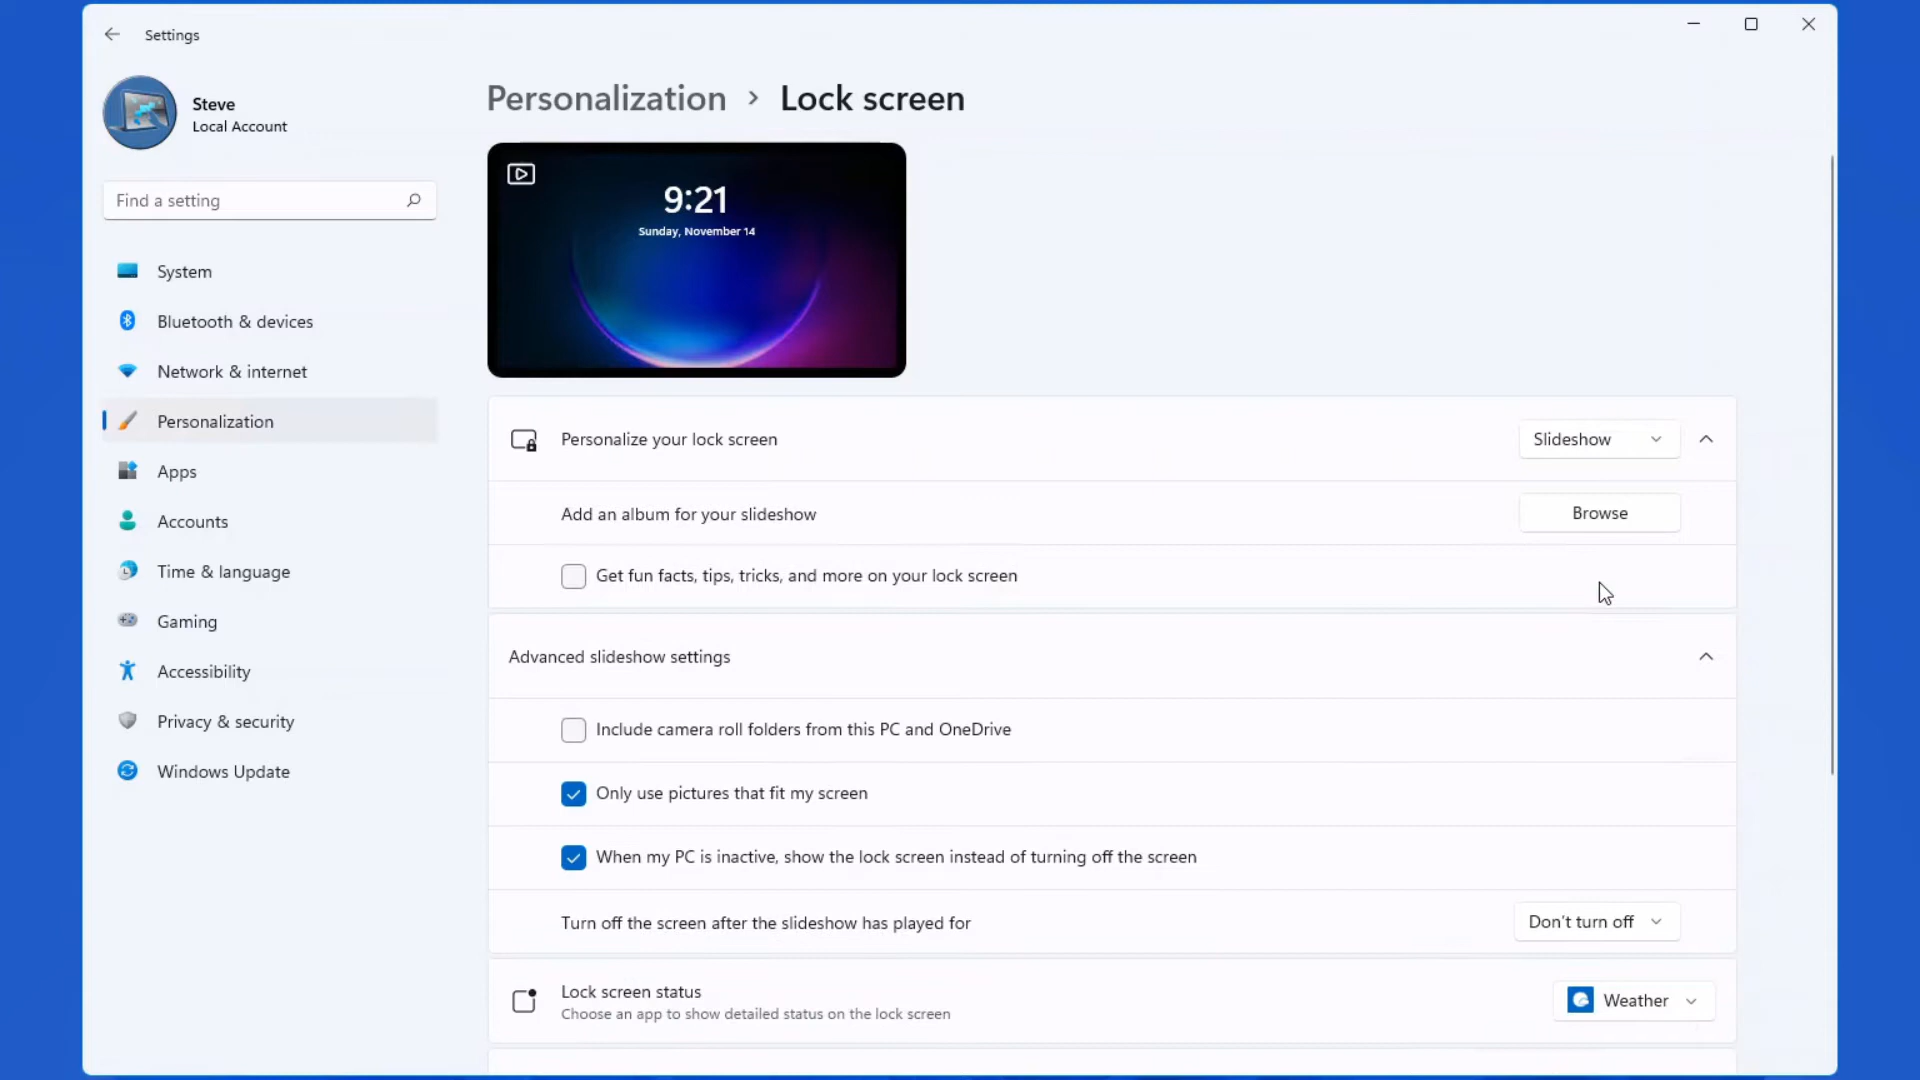 Settings
Steve
Local Account
Find a setting
System
Bluetooth & devices
Network & internet
Personalization
Apps
Accounts
Time & language
Gaming
Accessibility
Privacy & security
Windows Update
Personalization > Lock screen
9:21
Sunday, November 14
Personalize your lock screen
Slideshow
Add an album for your slideshow
Browse
Get fun facts, tips, tricks, and more on your lock screen
Advanced slideshow settings
Include camera roll folders from this PC and OneDrive
Only use pictures that fit my screen
When my PC is inactive, show the lock screen instead of turning off the screen
Turn off the screen after the slideshow has played for
Don't turn off
Lock screen status
Choose an app to show detailed status on the lock screen
Weather